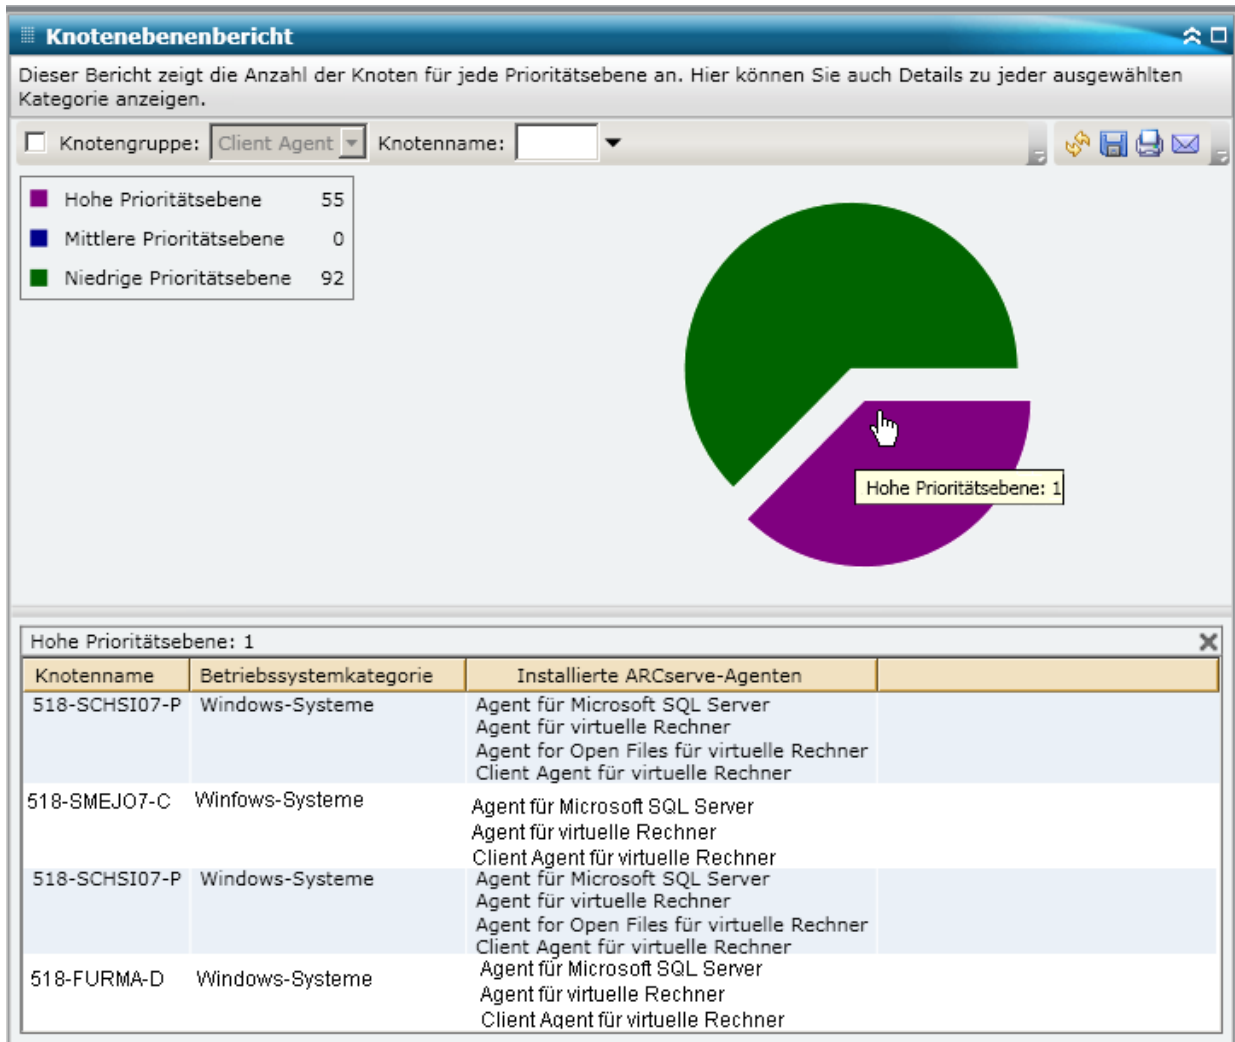 Knotenebenenbericht
Dieser Bericht zeigt die Anzahl der Knoten für jede Prioritätsebene an. Hier können Sie auch Details zu jeder ausgewählten
Kategorie anzeigen.
Knotengruppe: Client Agent Knotenname:
Hohe Prioritätsebene 55
Mittlere Prioritätsebene 0
Niedrige Prioritätsebene 92
Hohe Prioritätsebene: 1
Hohe Prioritätsebene: 1
Knotenname Betriebssystemkategorie Installierte ARCserve-Agenten
518-SCHSI07-P Windows-Systeme Agent für Microsoft SQL Server
Agent für virtuelle Rechner
Agent for Open Files für virtuelle Rechner
Client Agent für virtuelle Rechner
518-SMEJO7-C Winfows-Systeme Agent für Microsoft SQL Server
Agent für virtuelle Rechner
Client Agent für virtuelle Rechner
518-SCHSI07-P Windows-Systeme Agent für Microsoft SQL Server
Agent für virtuelle Rechner
Agent for Open Files für virtuelle Rechner
Client Agent für virtuelle Rechner
518-FURMA-D Windows-Systeme Agent für Microsoft SQL Server
Agent für virtuelle Rechner
Client Agent für virtuelle Rechner